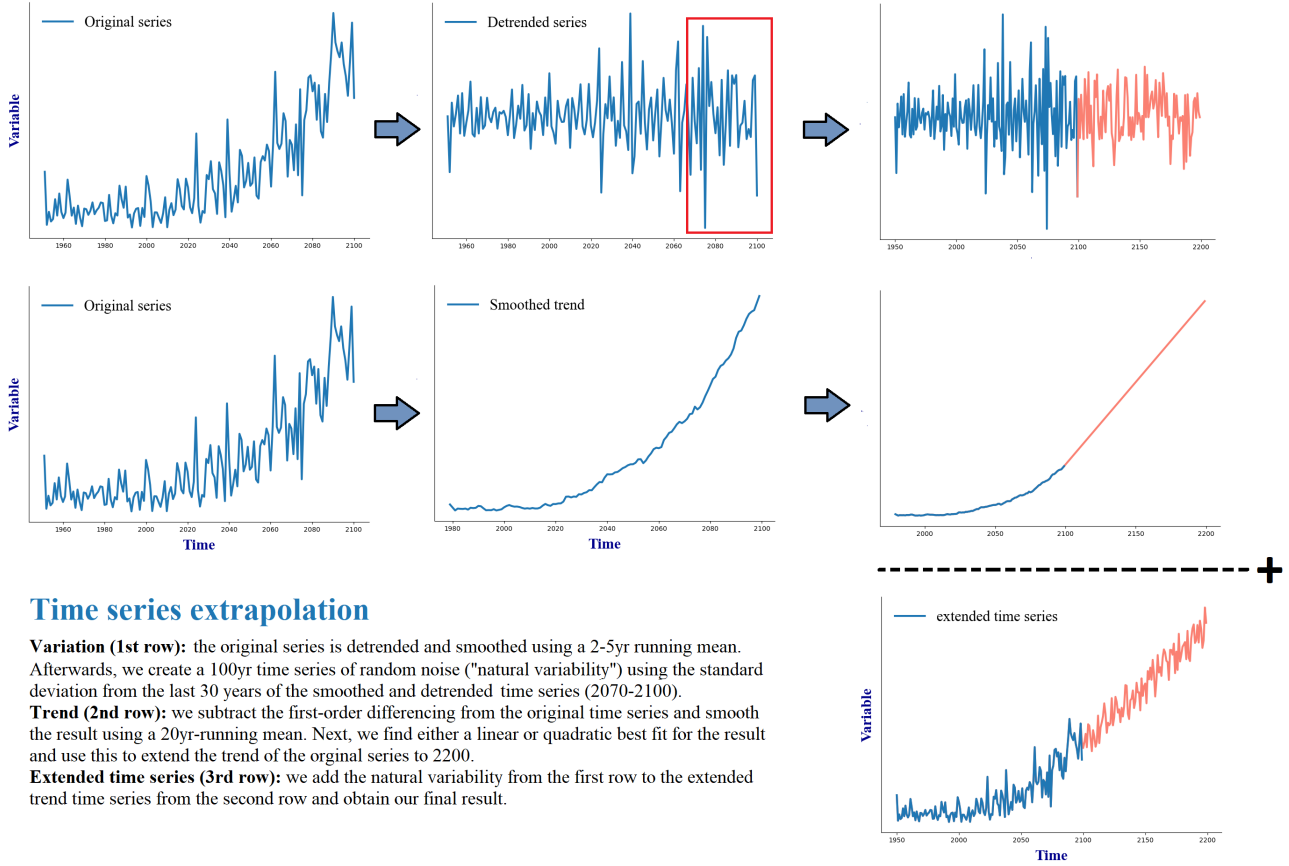 Original series
Variable
1960 1980 2000 2020 2040 2060 2080 2100
Detrended series
1960 1980 2000 2020 2040 2060 2080 2100
1950 2000 2050 2100 2150 2200
Original series
Variable
1960 1980 2000 2020 2040 2060 2080 2100
Time
Smoothed trend
1980 2000 2020 2040 2060 2080 2100
Time
2000 2050 2100 2150 2200
+
Time series extrapolation
Variation (1st row): the original series is detrended and smoothed using a 2-5yr running mean.
Afterwards, we create a 100yr time series of random noise ("natural variability") using the standard
deviation from the last 30 years of the smoothed and detrended time series (2070-2100).
Trend (2nd row): we subtract the first-order differencing from the original time series and smooth
the result using a 20yr-running mean. Next, we find either a linear or quadratic best fit for the result
and use this to extend the trend of the orginal series to 2200.
Extended time series (3rd row): we add the natural variability from the first row to the extended
trend time series from the second row and obtain our final result.
extended time series
Variable
1950 2000 2050 2100 2150 2200
Time